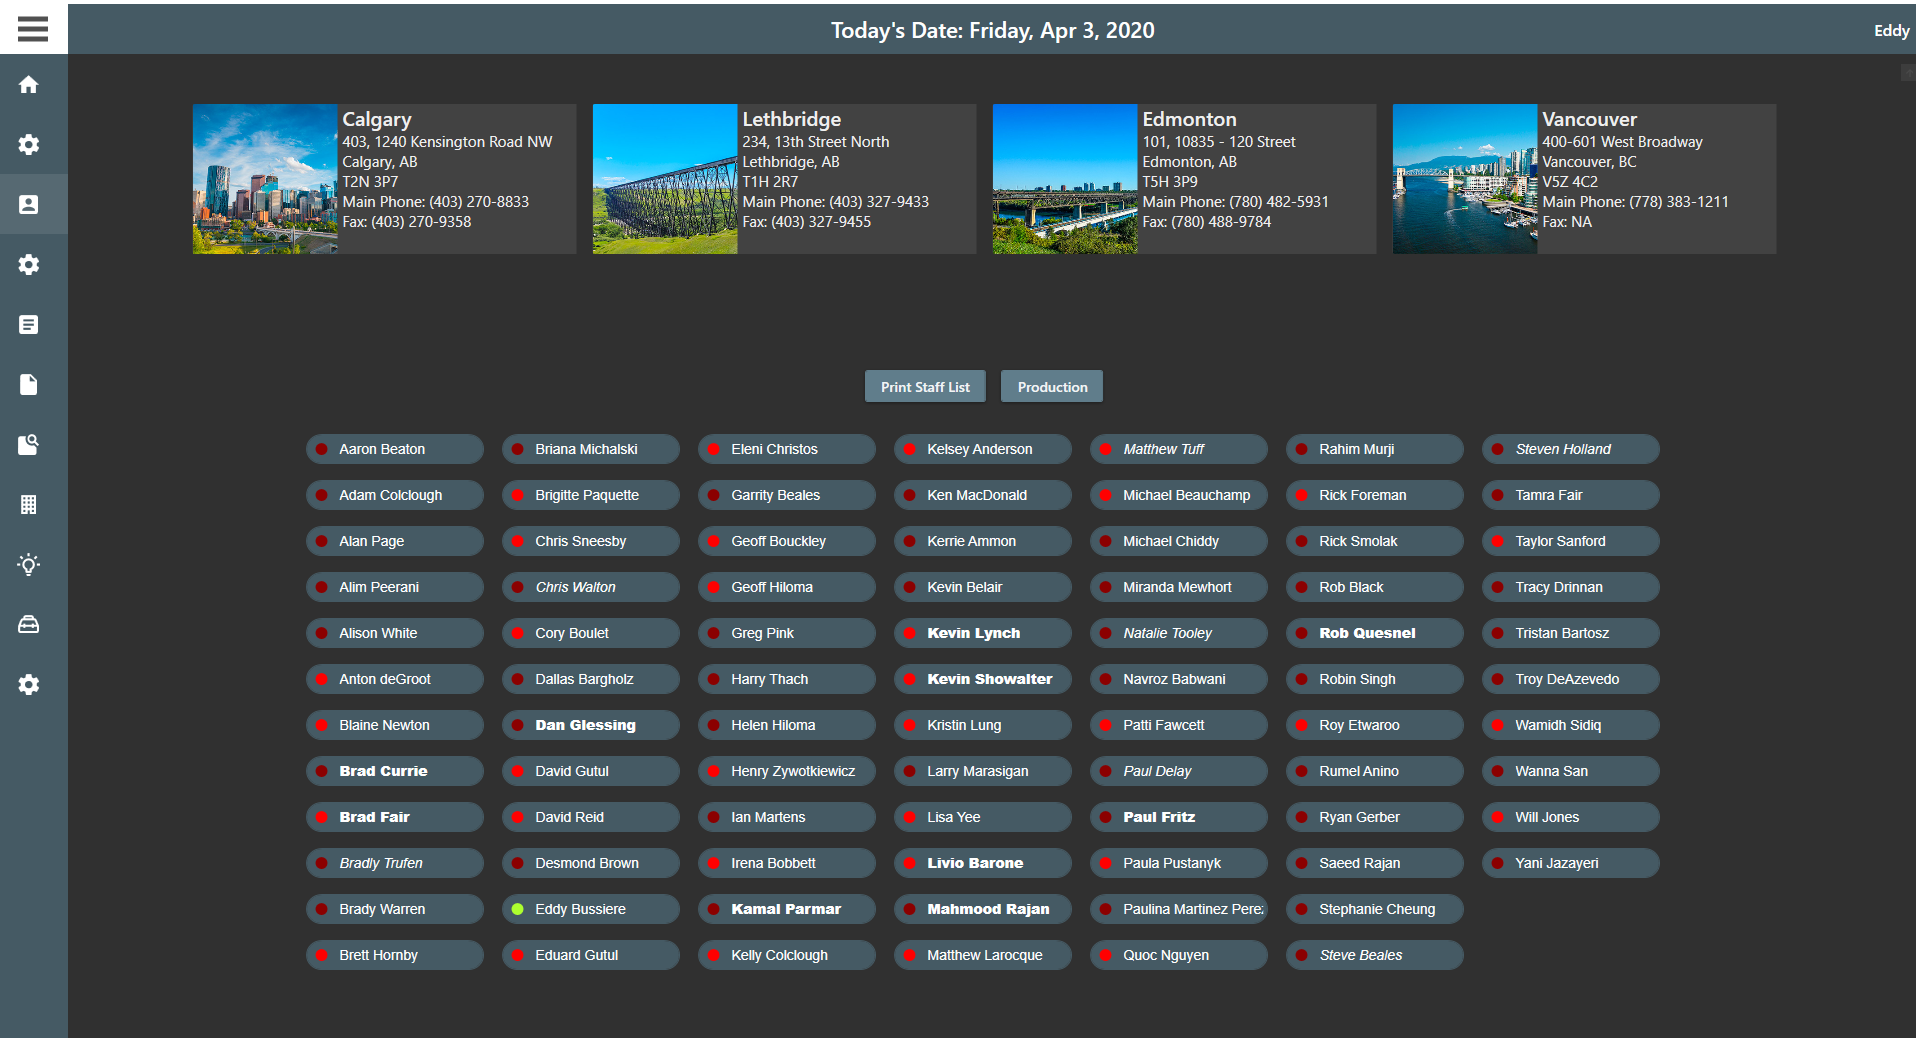 Today's Date: Friday, Apr 3, 2020
Eddy
Calgary
403, 1240 Kensington Road NW
Calgary, AB
T2N 3P7
Main Phone: (403) 270-8833
Fax: (403) 270-9358
Lethbridge
234, 13th Street North
Lethbridge, AB
T1H 2R7
Main Phone: (403) 327-9433
Fax: (403) 327-9455
Edmonton
101, 10835 - 120 Street
Edmonton, AB
T5H 3P9
Main Phone: (780) 482-5931
Fax: (780) 488-9784
Vancouver
400-601 West Broadway
Vancouver, BC
V5Z 4C2
Main Phone: (778) 383-1211
Fax: NA
Print Staff List
Production
Aaron Beaton
Adam Colclough
Alan Page
Alim Peerani
Alison White
Anton deGroot
Blaine Newton
Brad Currie
Brad Fair
Bradly Trufen
Brady Warren
Brett Hornby
Briana Michalski
Brigitte Paquette
Chris Sneesby
Chris Walton
Cory Boulet
Dallas Bargholz
Dan Glessing
David Gutul
David Reid
Desmond Brown
Eddy Bussiere
Eduard Gutul
Eleni Christos
Garrity Beales
Geoff Bouckley
Geoff Hiloma
Greg Pink
Harry Thach
Helen Hiloma
Henry Zywotkiewicz
Ian Martens
Irena Bobbett
Kamal Parmar
Kelly Colclough
Kelsey Anderson
Ken MacDonald
Kerrie Ammon
Kevin Belair
Kevin Lynch
Kevin Showalter
Kristin Lung
Larry Marasigan
Lisa Yee
Livio Barone
Mahmood Rajan
Matthew Larocque
Matthew Tuff
Michael Beauchamp
Michael Chiddy
Miranda Mewhort
Natalie Tooley
Navroz Babwani
Patti Fawcett
Paul Delay
Paul Fritz
Paula Pustanyk
Paulina Martinez Perez
Quoc Nguyen
Rahim Murji
Rick Foreman
Rick Smolak
Rob Black
Rob Quesnel
Robin Singh
Roy Etwaroo
Rumel Anino
Ryan Gerber
Saeed Rajan
Stephanie Cheung
Steve Beales
Steven Holland
Tamra Fair
Taylor Sanford
Tracy Drinnan
Tristan Bartosz
Troy DeAzevedo
Wamidh Sidiq
Wanna San
Will Jones
Yani Jazayeri